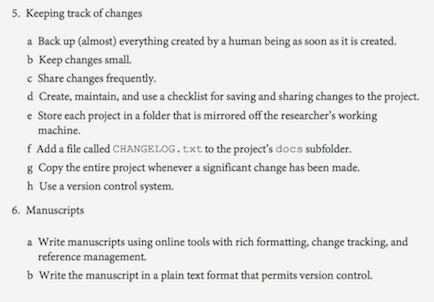 5. Keeping track of changes
a Back up (almost) everything created by a human being as soon as it is created.
b Keep changes small.
c Share changes frequently.
d Create, maintain, and use a checklist for saving and sharing changes to the project.
e Store each project in a folder that is mirrored off the researcher's working
machine.
f Add a file called CHANGELOG.txt to the project's docs subfolder.
g Copy the entire project whenever a significant change has been made.
h Use a version control system.
6. Manuscripts
a Write manuscripts using online tools with rich formatting, change tracking, and
reference management.
b Write the manuscript in a plain text format that permits version control.